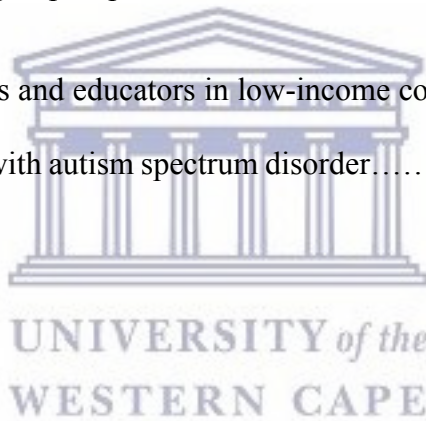 s and educators in low-income co
with autism spectrum disorder.....
UNIVERSITY of the
WESTERN CAPE